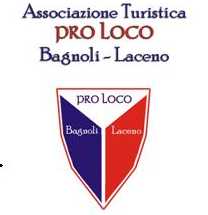 Associazione Turistica
PRO LOCO
Bagnoli - Laceno
PRO LOCO
Bagnoli Laceno